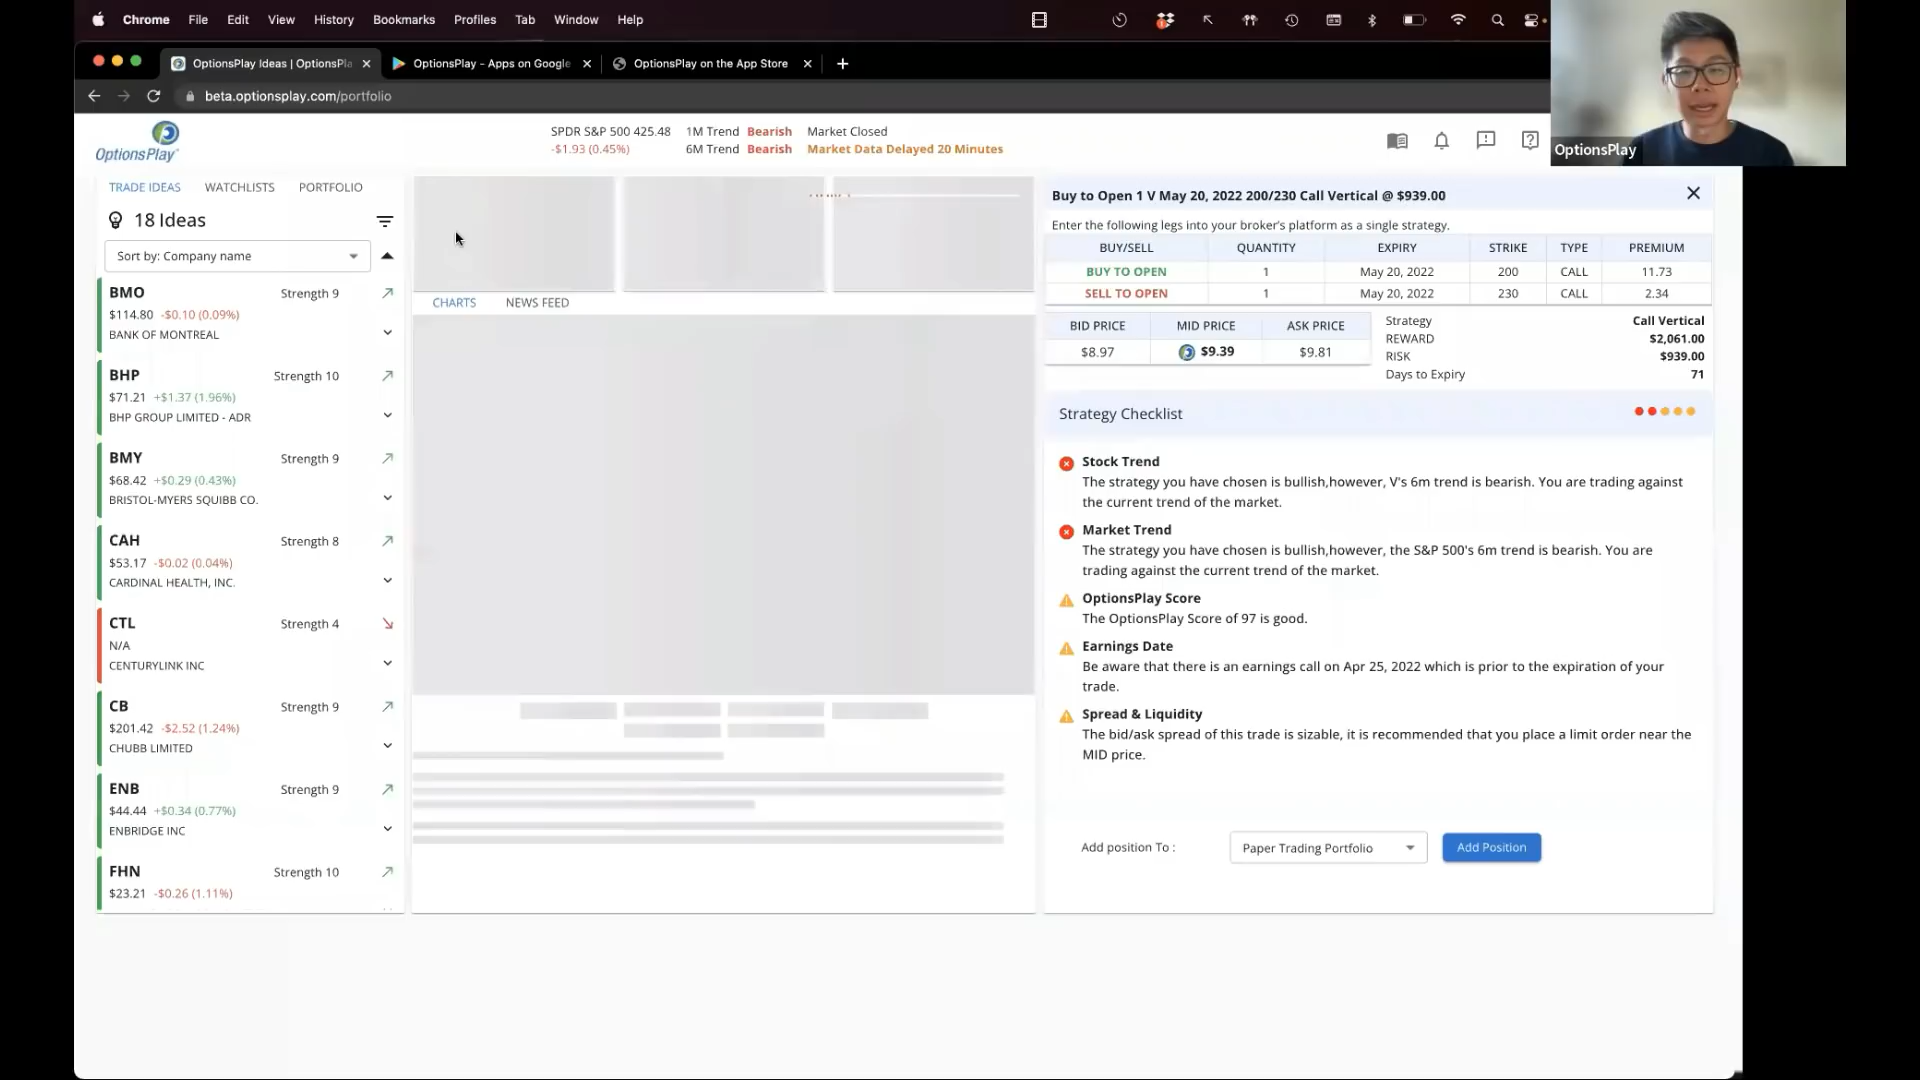 Chrome File Edit View History Bookmarks Profiles Tab Window Help
OptionsPlay Ideas | OptionsPla
OptionsPlay - Apps on Google
OptionsPlay on the App Store
beta.optionsplay.com/portfolio
OptionsPlay
SPDR S&P 500 425.48 1M Trend Bearish Market Closed
-$1.93 (0.45%) 6M Trend Bearish Market Data Delayed 20 Minutes
OptionsPlay
TRADE IDEAS WATCHLISTS PORTFOLIO
18 Ideas
Sort by: Company name
BMO Strength 9
$114.80 -$0.10 (0.09%)
BANK OF MONTREAL
BHP Strength 10
$71.21 +$1.37 (1.96%)
BHP GROUP LIMITED - ADR
BMY Strength 9
$68.42 +$0.29 (0.43%)
BRISTOL-MYERS SQUIBB CO.
CAH Strength 8
$53.17 -$0.02 (0.04%)
CARDINAL HEALTH, INC.
CTL Strength 4
N/A
CENTURYLINK INC
CB Strength 9
$201.42 -$2.52 (1.24%)
CHUBB LIMITED
ENB Strength 9
$44.44 +$0.34 (0.77%)
ENBRIDGE INC
FHN Strength 10
$23.21 -$0.26 (1.11%)
CHARTS NEWS FEED
Buy to Open 1 V May 20, 2022 200/230 Call Vertical @ $939.00
Enter the following legs into your broker's platform as a single strategy.
BUY/SELL QUANTITY EXPIRY STRIKE TYPE PREMIUM
BUY TO OPEN 1 May 20, 2022 200 CALL 11.73
SELL TO OPEN 1 May 20, 2022 230 CALL 2.34
BID PRICE MID PRICE ASK PRICE
$8.97 $9.39 $9.81
Strategy Call Vertical
REWARD $2,061.00
RISK $939.00
Days to Expiry 71
Strategy Checklist
Stock Trend
The strategy you have chosen is bullish,however, V's 6m trend is bearish. You are trading against
the current trend of the market.
Market Trend
The strategy you have chosen is bullish,however, the S&P 500's 6m trend is bearish. You are
trading against the current trend of the market.
OptionsPlay Score
The OptionsPlay Score of 97 is good.
Earnings Date
Be aware that there is an earnings call on Apr 25, 2022 which is prior to the expiration of your
trade.
Spread & Liquidity
The bid/ask spread of this trade is sizable, it is recommended that you place a limit order near the
MID price.
Add position To :
Paper Trading Portfolio
Add Position